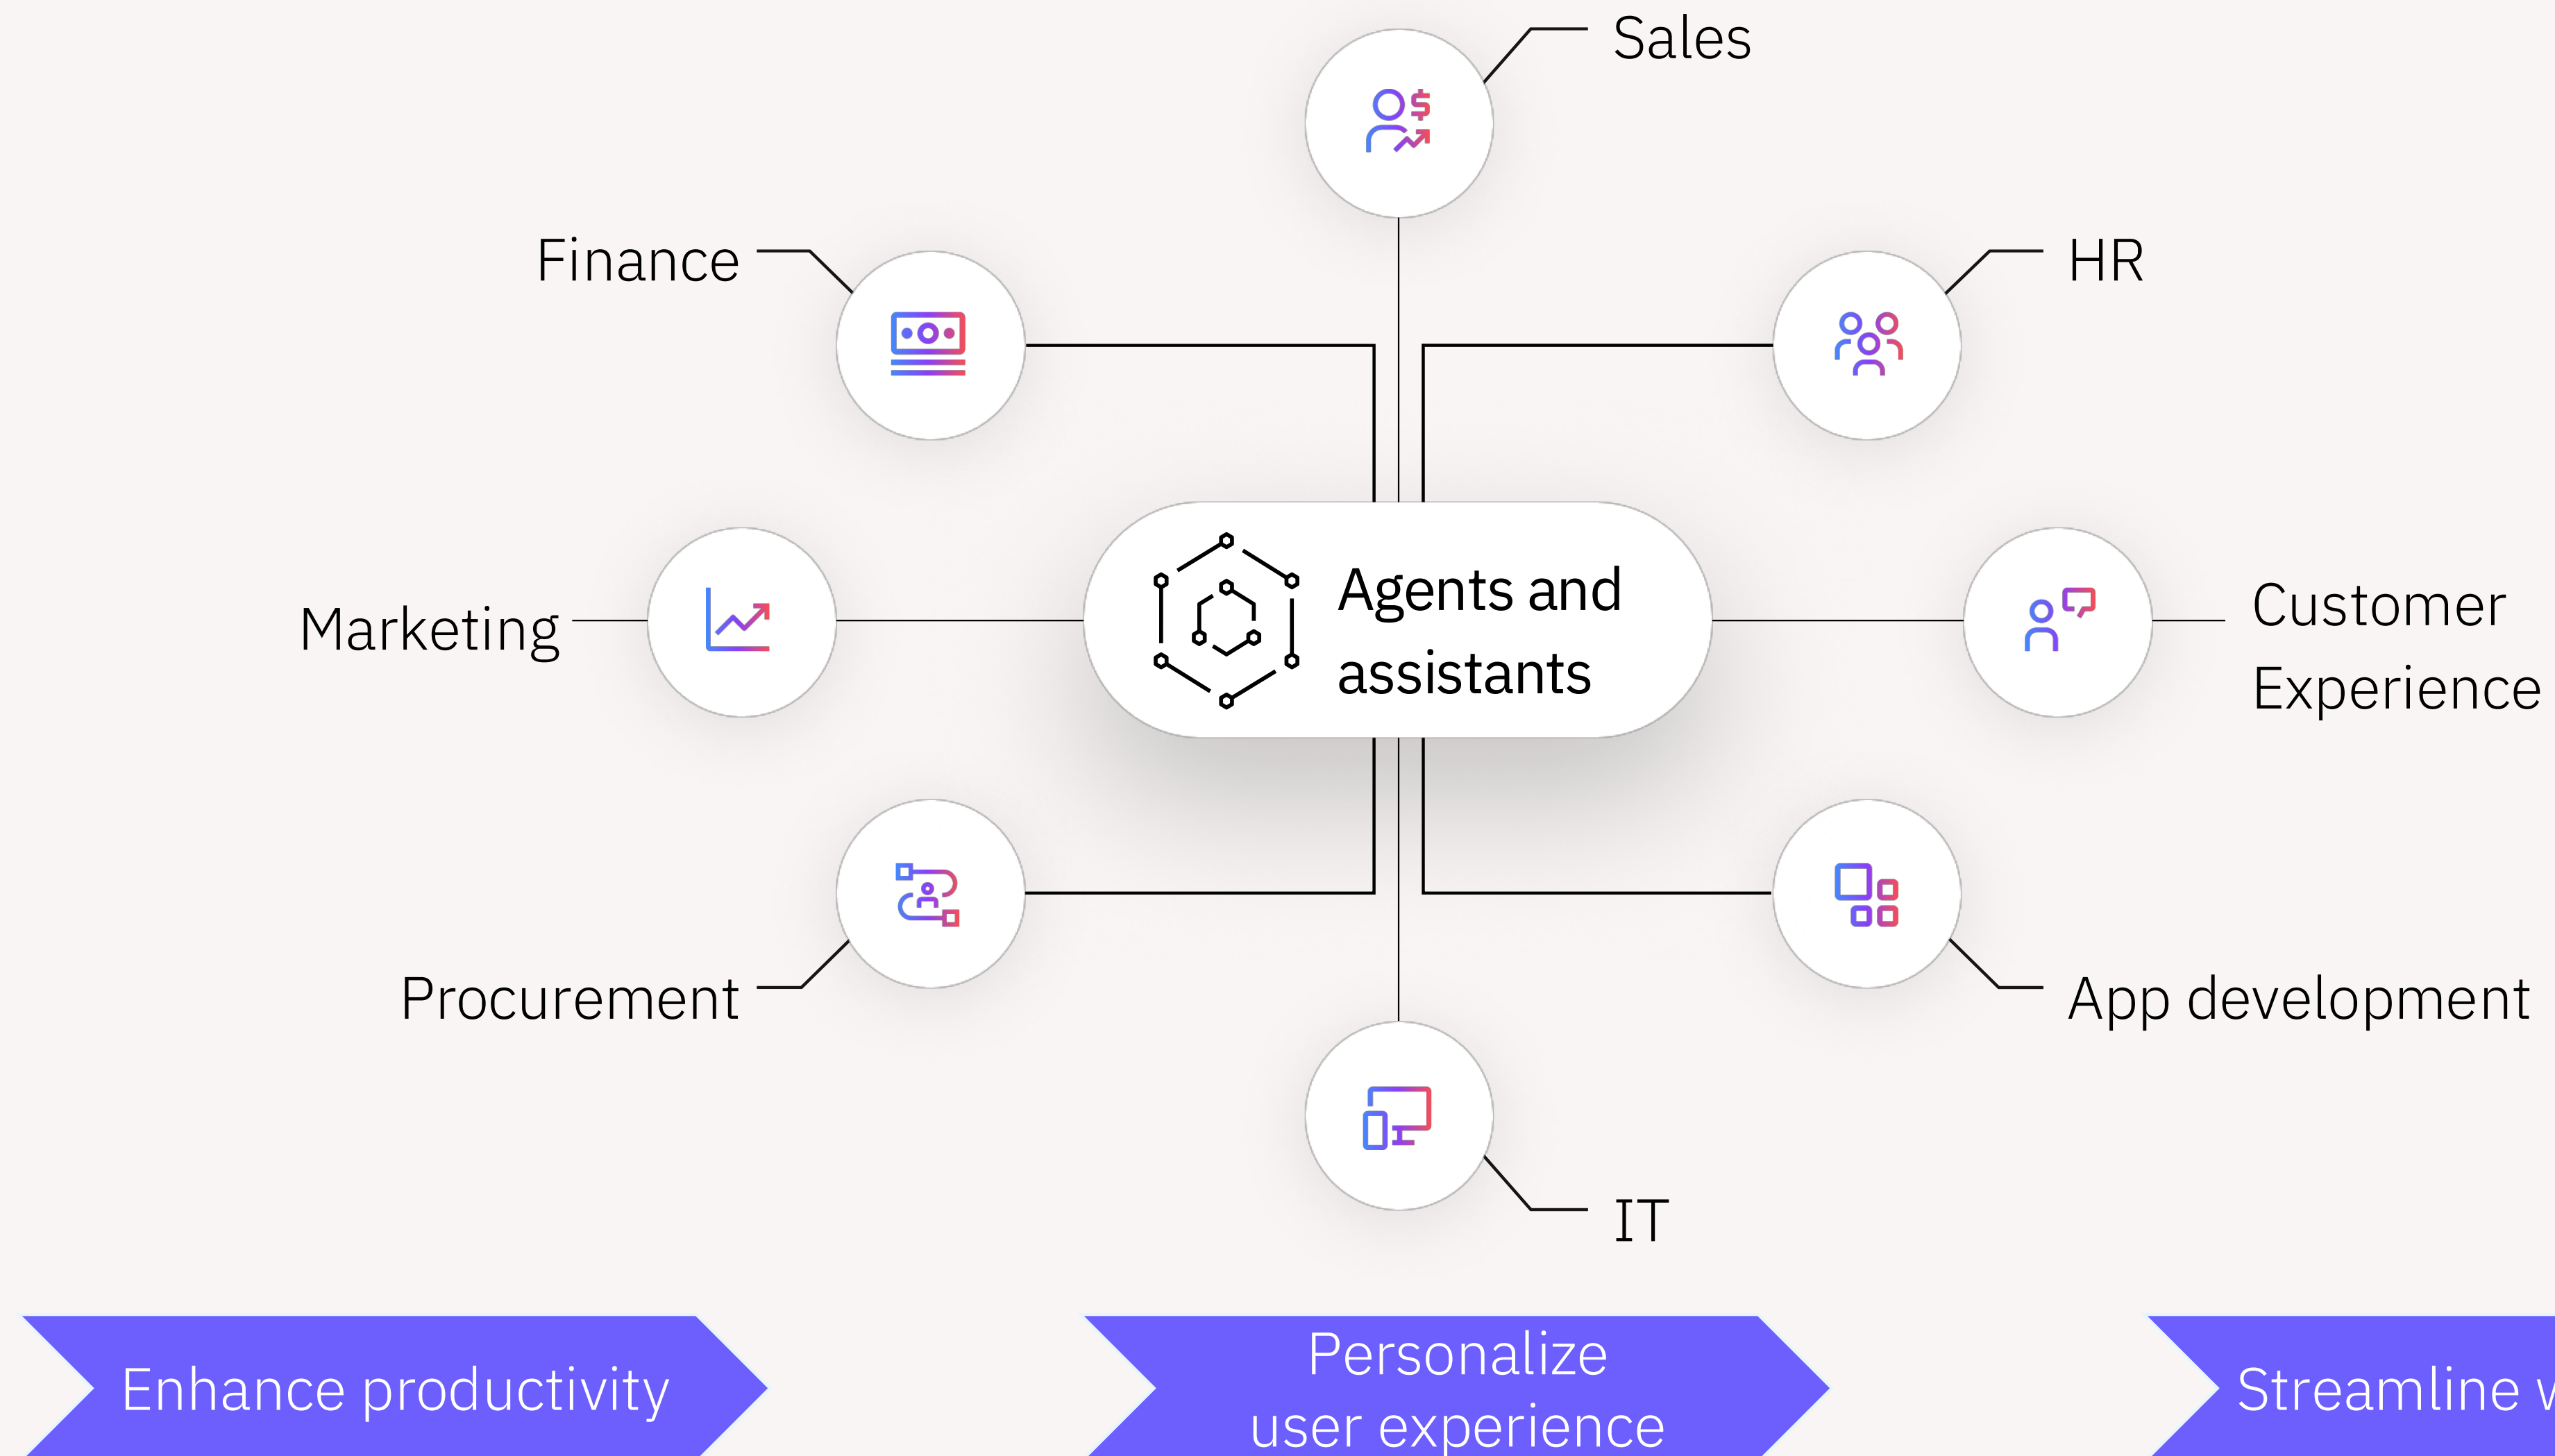 Sales
Finance
HR
Agents and
assistants
Marketing
Customer
Experience
Procurement
App development
IT
Enhance productivity
Personalize
user experience
Streamline